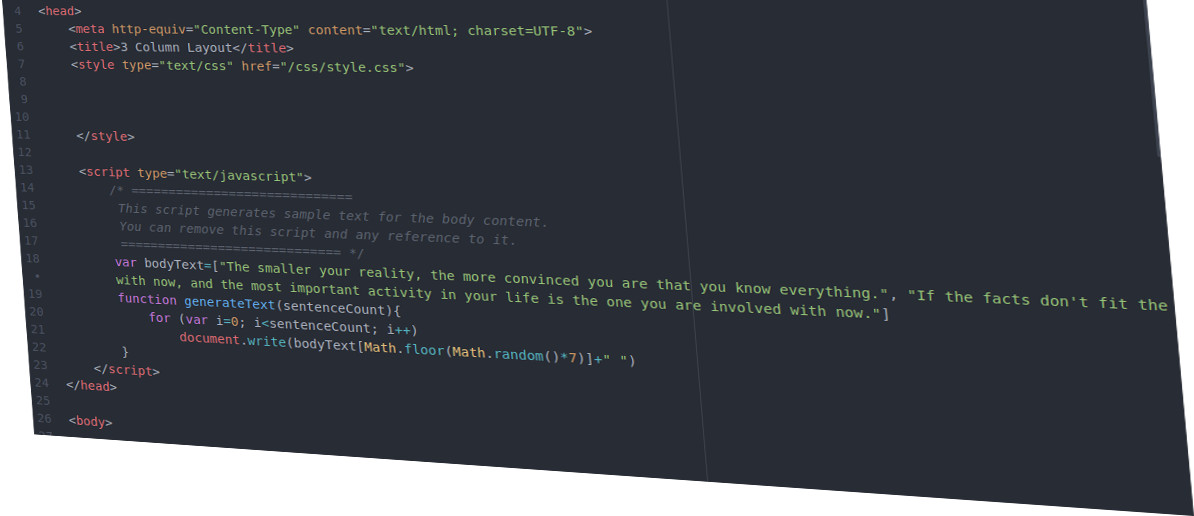 4 <head>
5 <meta http-equiv="Content-Type" content="text/html; charset=UTF-8">
6 <title>3 Column Layout</title>
7 <style type="text/css" href="/css/style.css">
8
9
10
11 </style>
12
13 <script type="text/javascript">
14 /* =============================
15 This script generates sample text for the body content.
16 You can remove this script and any reference to it.
17 ============================= */
18 var bodyText=["The smaller your reality, the more convinced you are that you know everything.", "If the facts don't fit the
• with now, and the most important activity in your life is the one you are involved with now."]
19 function generateText(sentenceCount){
20 for (var i=0; i<sentenceCount; i++)
21 document.write(bodyText[Math.floor(Math.random()*7)]+" ")
22 }
23 </script>
24 </head>
25
26 <body>